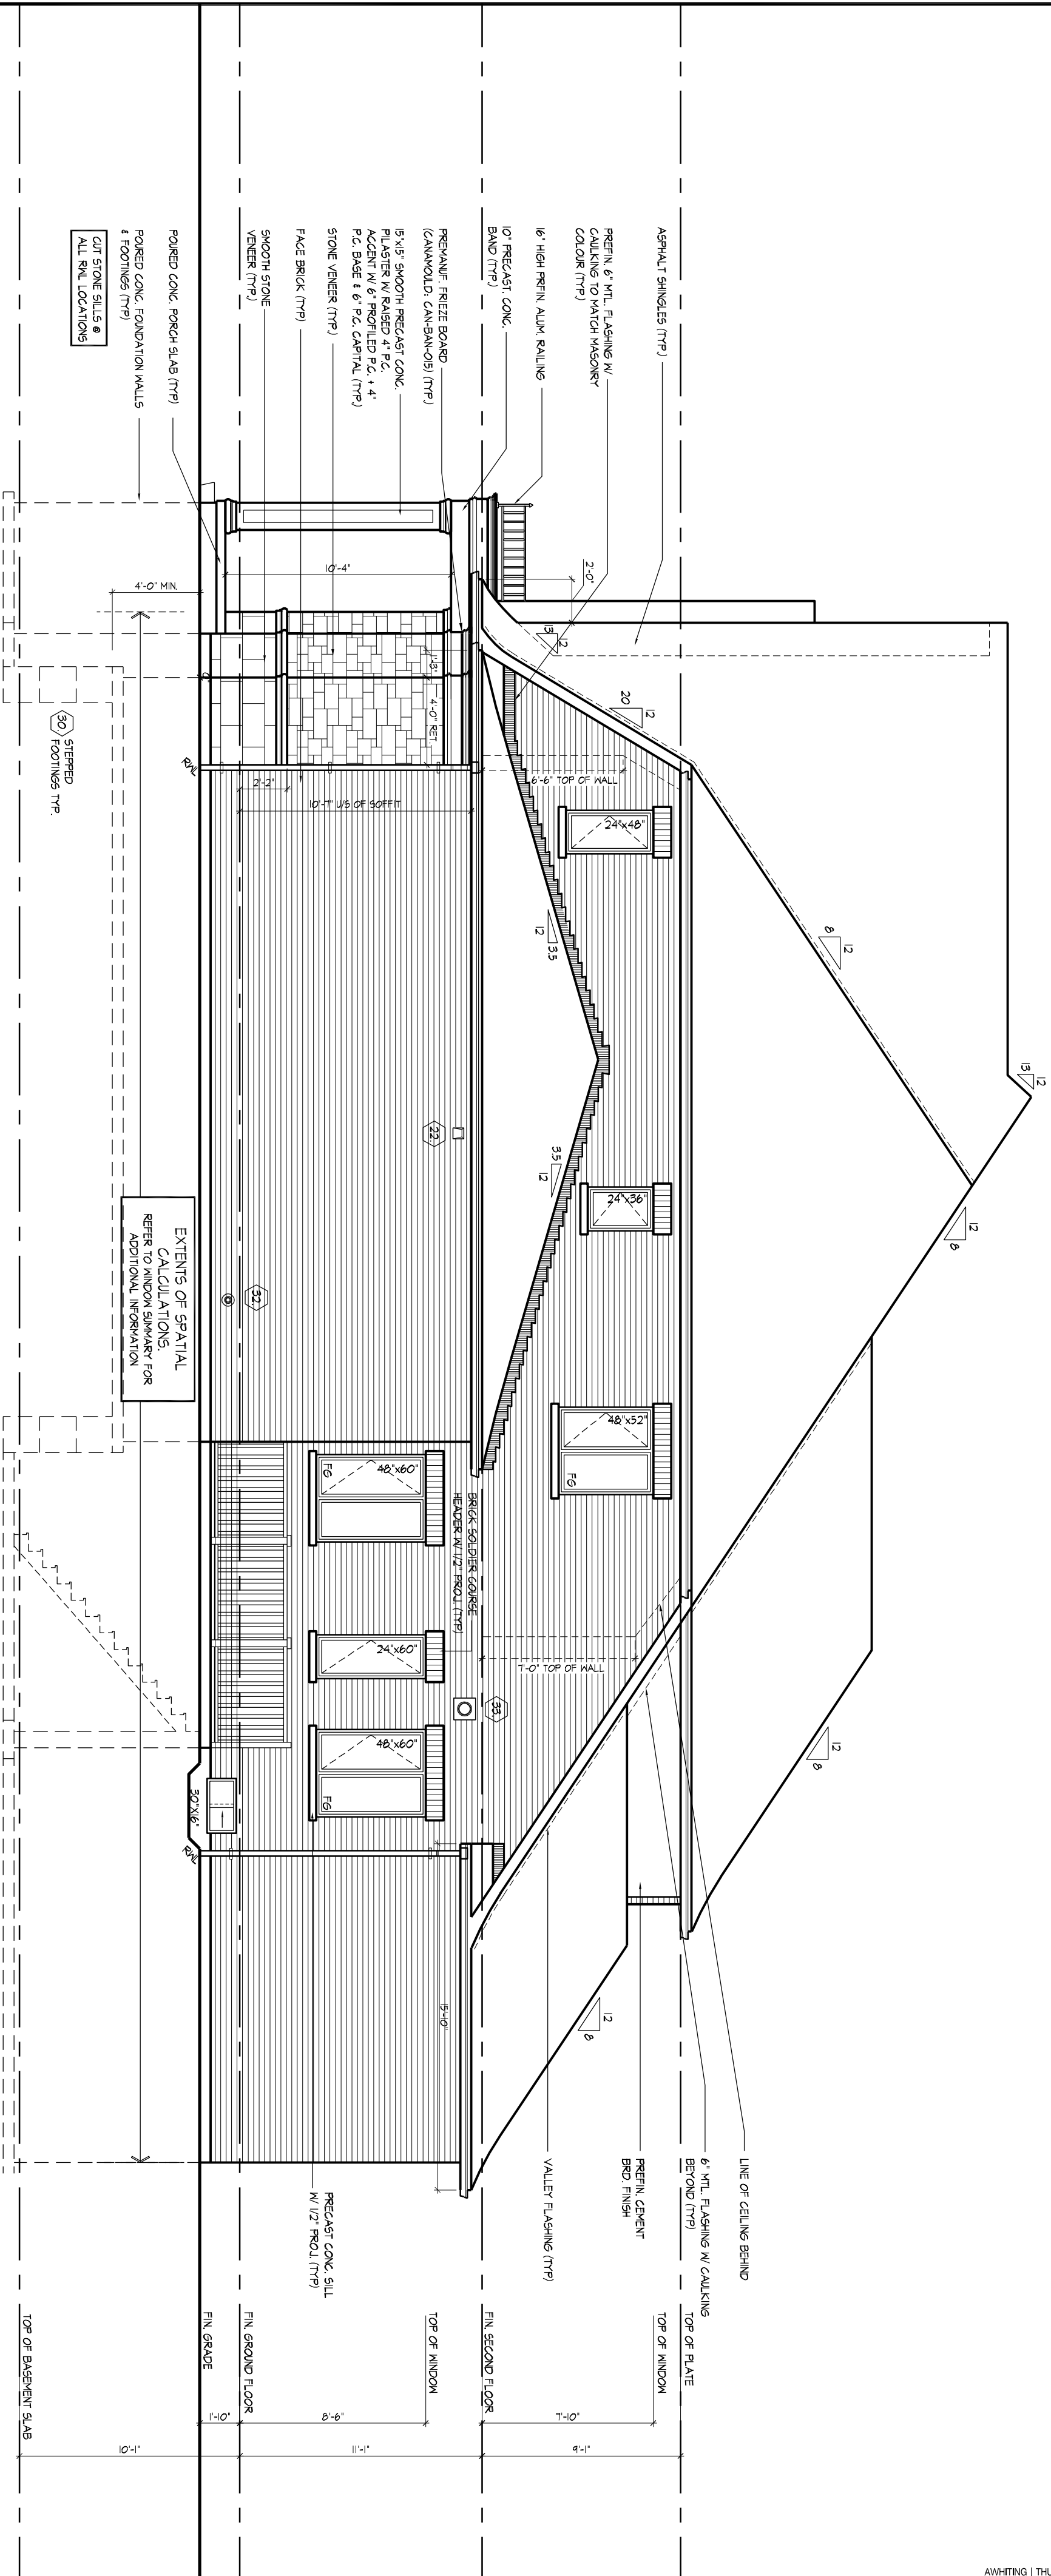 ASPHALT SHINGLES (TYP.)
PREFIN. 6" MTL. FLASHING W/
CAULKING TO MATCH MASONRY
COLOUR (TYP.)
16" HIGH PRFIN. ALUM. RAILING
10" PRECAST. CONC.
BAND (TYP.)
PREMANUF. FRIEZE BOARD
(CANAMOULD: CAN-BAN-015) (TYP.)
15"x15" SMOOTH PRECAST CONC.
PILASTER W/ RAISED 4" P.C.
ACCENT W/ 6" PROFILED P.C. + 4"
P.C. BASE & 6" P.C. CAPITAL (TYP.)
STONE VENEER (TYP.)
FACE BRICK (TYP)
SMOOTH STONE
VENEER (TYP.)
POURED CONC. PORCH SLAB (TYP)
POURED CONC. FOUNDATION WALLS
& FOOTINGS (TYP)
CUT STONE SILLS @
ALL RWL LOCATIONS
2'-0"
10'-4"
4'-0" MIN.
13
12
20
12
1'-3"
4'-0" RET.
RWL
2'-2"
10'-7" U/S OF SOFFIT
6'-6" TOP OF WALL
30.
STEPPED
FOOTINGS TYP.
24"x48"
12
3.5
8
12
13
12
22.
3.5
12
24"x36"
12
8
32.
EXTENTS OF SPATIAL
CALCULATIONS.
REFER TO WINDOW SUMMARY FOR
ADDITIONAL INFORMATION
48"x52"
FG
48"x60"
FG
BRICK SOLDIER COURSE
HEADER W/ 1/2" PROJ. (TYP)
24"x60"
7'-0" TOP OF WALL
33.
48"x60"
FG
30"X16"
RWL
12
8
12
8
15'-10"
LINE OF CEILING BEHIND
6" MTL. FLASHING W/ CAULKING
BEYOND (TYP)
PREFIN. CEMENT
BRD. FINISH
VALLEY FLASHING (TYP)
PRECAST CONC. SILL
W/ 1/2" PROJ. (TYP)
TOP OF PLATE
TOP OF WINDOW
FIN. SECOND FLOOR
TOP OF WINDOW
FIN. GROUND FLOOR
FIN. GRADE
TOP OF BASEMENT SLAB
7'-10"
8'-6"
1'-10"
9'-1"
11'-1"
10'-1"
AWHITING | THU